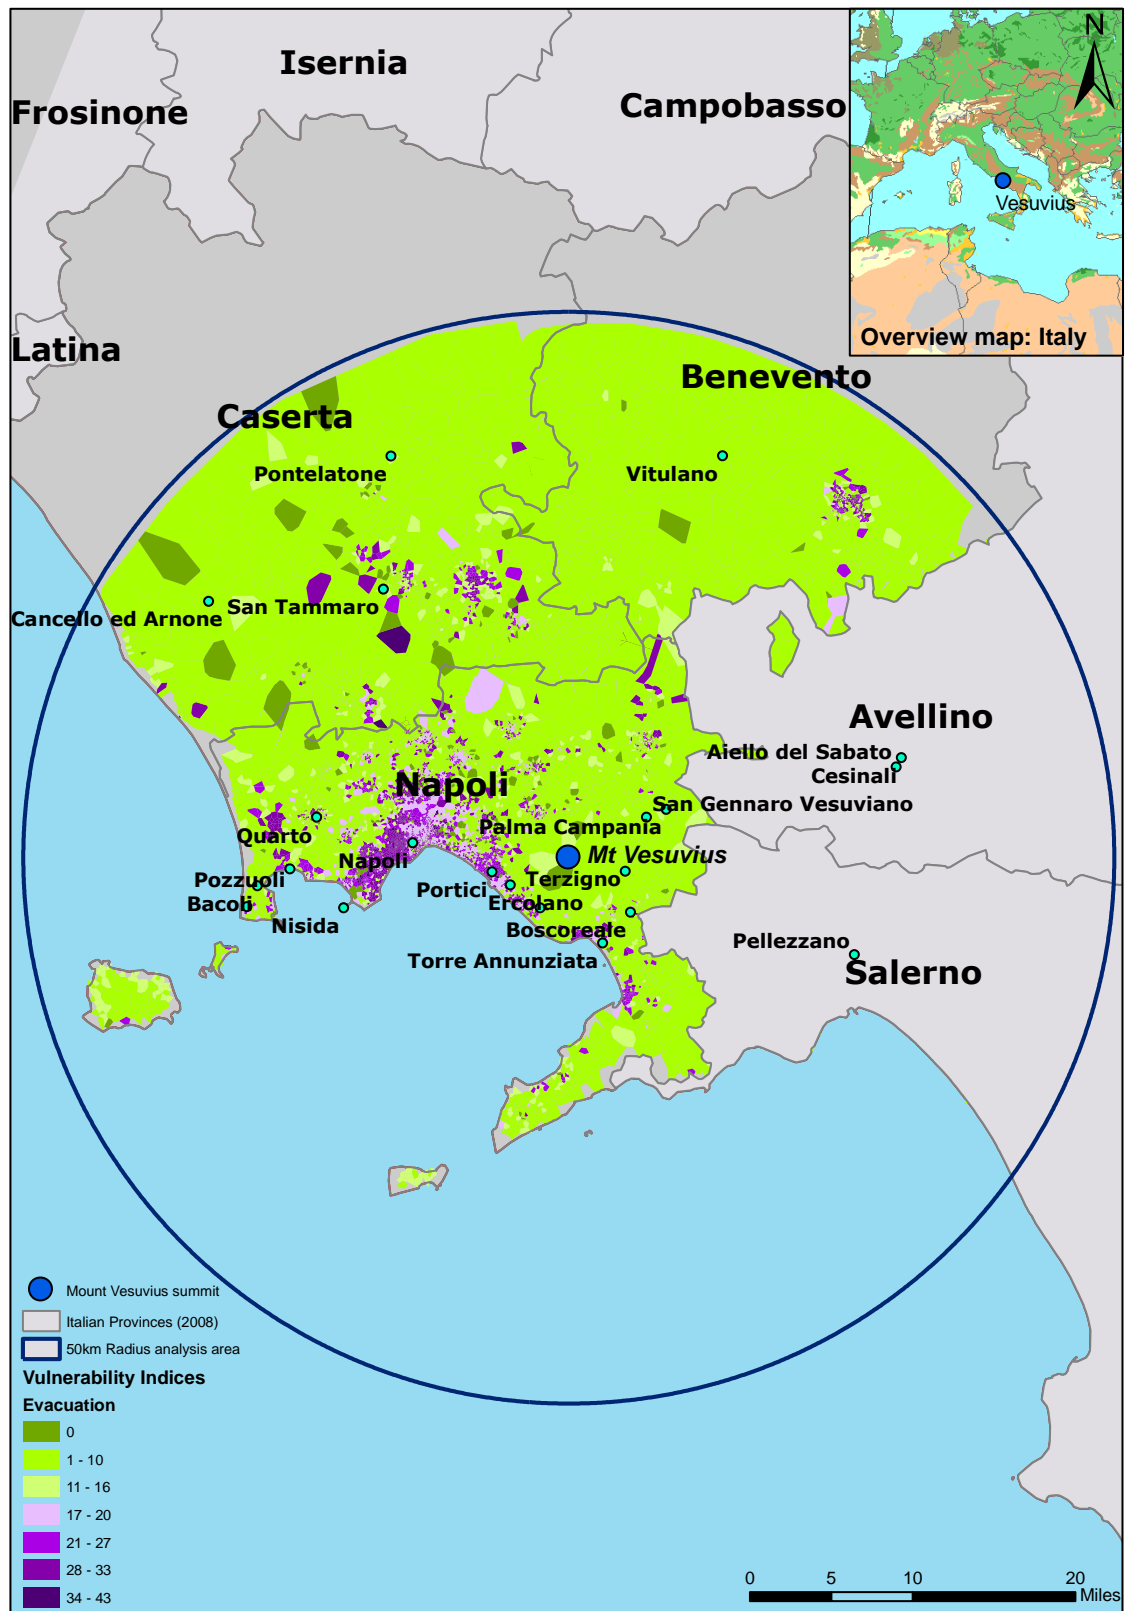 Isernia
Frosinone
Campobasso
N
Vesuvius
Overview map: Italy
Latina
Benevento
Caserta
Pontelatone
Vitulano
San Tammaro
Cancello ed Arnone
Avellino
Aiello del Sabato
Cesinali
Napoli
San Gennaro Vesuviano
Palma Campania
Quarto
Napoli
Mt Vesuvius
Pozzuoli
Portici
Terzigno
Bacoli
Ercolano
Nisida
Boscoreale
Pellezzano
Torre Annunziata
Salerno
Mount Vesuvius summit
Italian Provinces (2008)
50km Radius analysis area
Vulnerability Indices
Evacuation
0
1 - 10
11 - 16
17 - 20
21 - 27
28 - 33
34 - 43
0 5 10 20
Miles